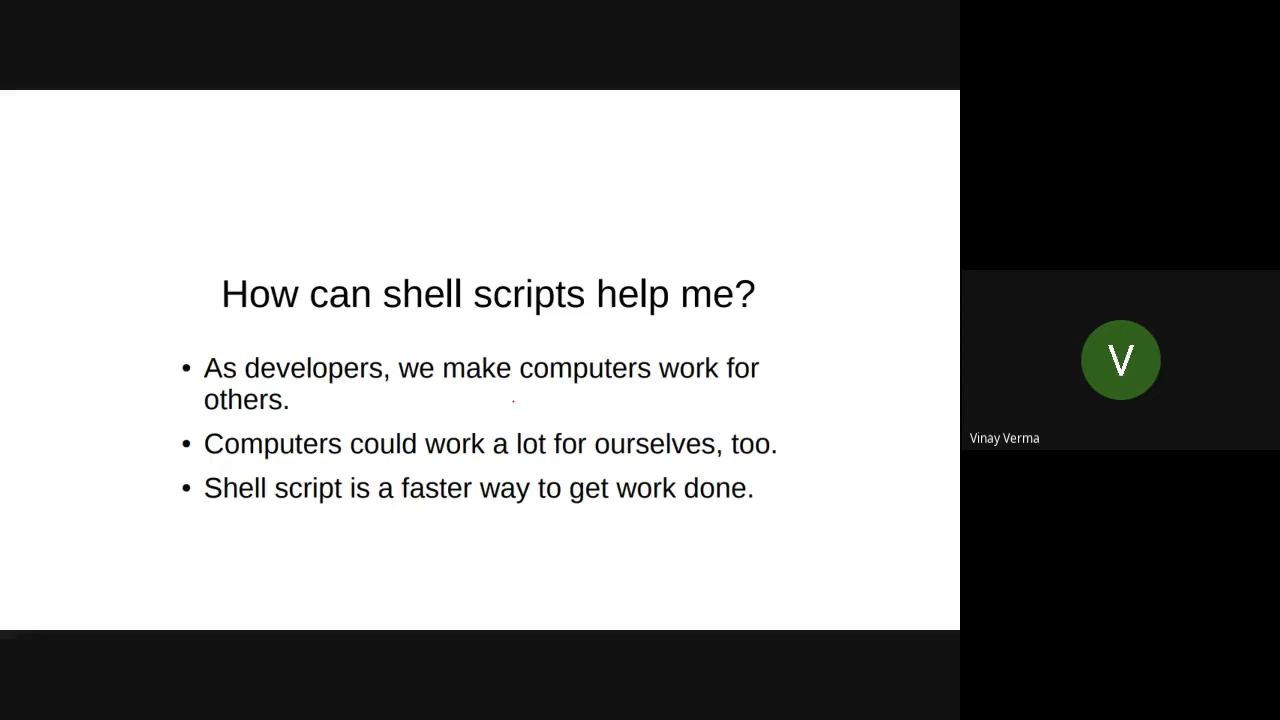 How can shell scripts help me?
• As developers, we make computers work for
others.
• Computers could work a lot for ourselves, too.
• Shell script is a faster way to get work done.
V
Vinay Verma